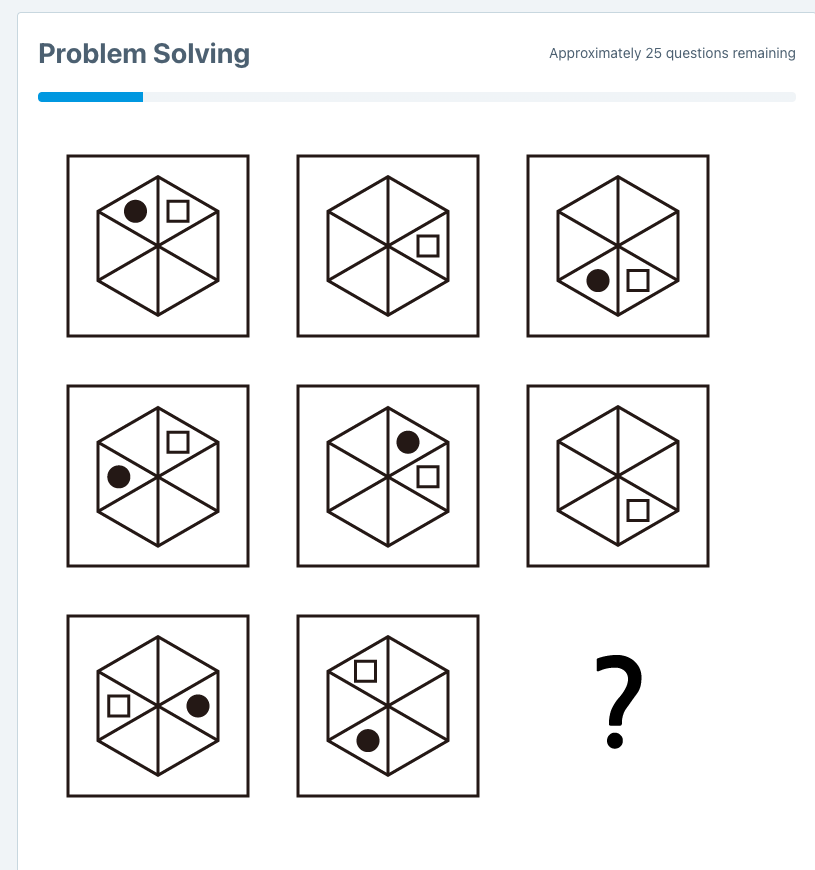 Problem Solving
Approximately 25 questions remaining
?